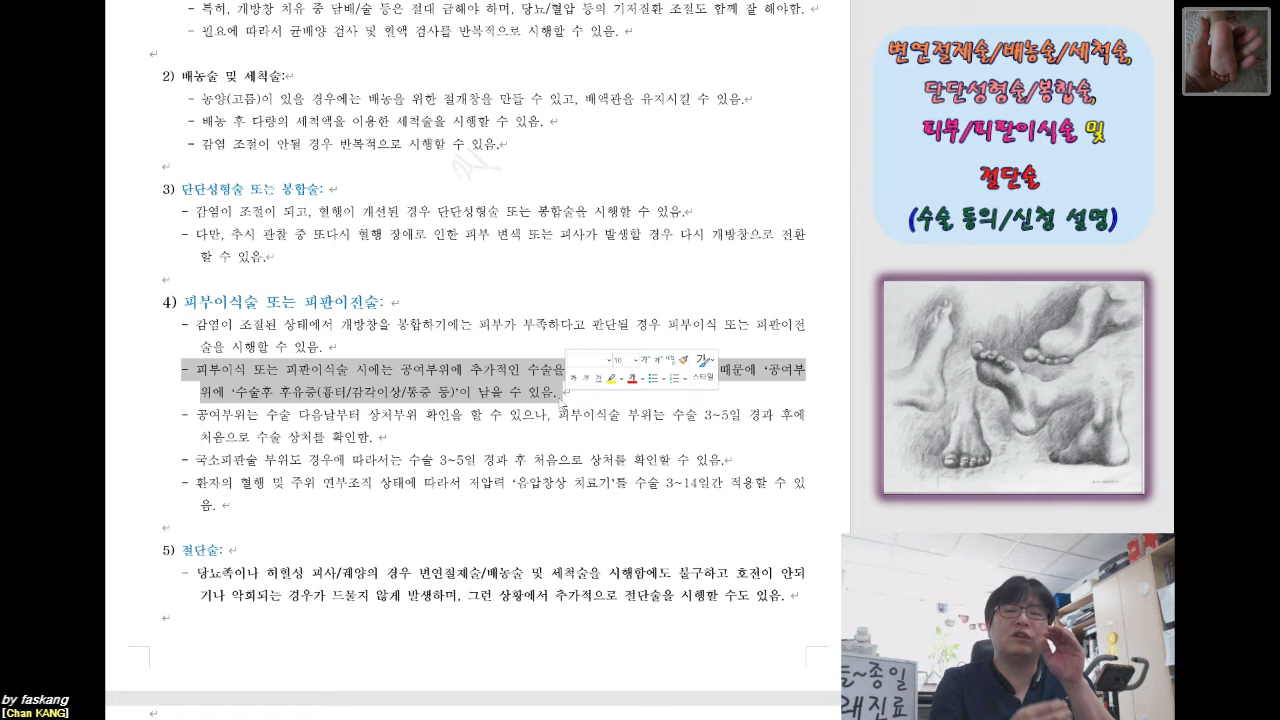 - 특히, 개방창 치유 중 담배/술 등은 절대 금해야 하며, 당뇨/혈압 등의 기저질환 조절도 함께 잘 해야함.
- 필요에 따라서 균배양 검사 및 혈액 검사를 반복적으로 시행할 수 있음.
2) 배농술 및 세척술:
- 농양(고름)이 있을 경우에는 배농을 위한 절개창을 만들 수 있고, 배액관을 유지시킬 수 있음.
- 배농 후 다량의 세척액을 이용한 세척술을 시행할 수 있음.
- 감염 조절이 안될 경우 반복적으로 시행할 수 있음.
3) 단단성형술 또는 봉합술:
- 감염이 조절이 되고, 혈행이 개선된 경우 단단성형술 또는 봉합술을 시행할 수 있음.
- 다만, 추시 관찰 중 또다시 혈행 장애로 인한 피부 변색 또는 괴사가 발생할 경우 다시 개방창으로 전환
할 수 있음.
4) 피부이식술 또는 피판이전술:
- 감염이 조절된 상태에서 개방창을 봉합하기에는 피부가 부족하다고 판단될 경우 피부이식 또는 피판이전
술을 시행할 수 있음.
- 피부이식 또는 피판이식술 시에는 공여부위에 추가적인 수술을 때문에 '공여부
위에 '수술후 후유증(흉터/감각이상/통증 등)'이 남을 수 있음.
- 공여부위는 수술 다음날부터 상처부위 확인을 할 수 있으나, 피부이식술 부위는 수술 3~5일 경과 후에
처음으로 수술 상처를 확인함.
- 국소피판술 부위도 경우에 따라서는 수술 3~5일 경과 후 처음으로 상처를 확인할 수 있음.
- 환자의 혈행 및 주위 연부조직 상태에 따라서 저압력 '음압창상 치료기'를 수술 3~14일간 적용할 수 있
음.
5) 절단술:
- 당뇨족이나 허혈성 괴사/궤양의 경우 변연절제술/배농술 및 세척술을 시행함에도 불구하고 호전이 안되
거나 악화되는 경우가 드물지 않게 발생하며, 그런 상황에서 추가적으로 절단술을 시행할 수도 있음.
10
스타일
변연절제술/배농술/세척술,
단단성형술/봉합술,
피부/피판이식술 및
절단술
(수술 동의/신청 설명)
~종일
래진료
by faskang
[Chan KANG]